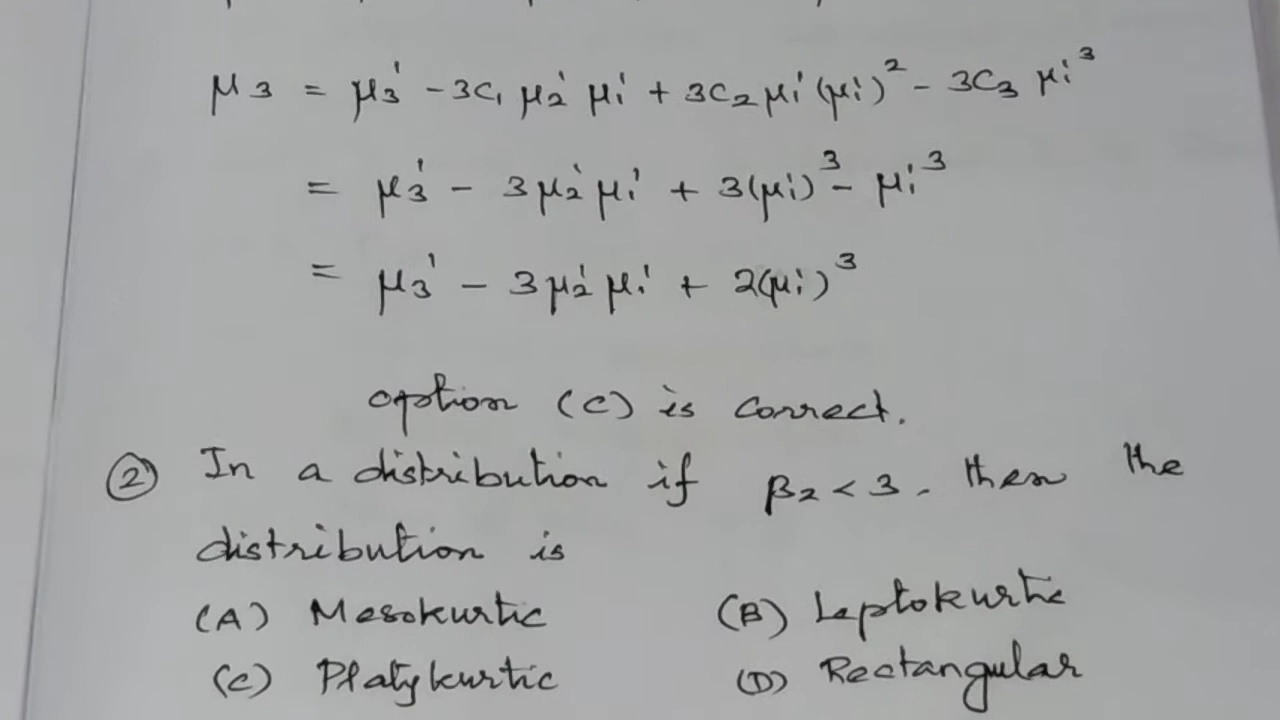 μ3 = μ3' - 3C1 μ2' μ1' + 3C2 μ1' (μ1')² - 3C3 μ1'³
= μ3' - 3μ2' μ1' + 3(μ1')³ - μ1'³
= μ3' - 3μ2' μ1' + 2(μ1')³
option (C) is correct.
② In a distribution if β2 < 3. then the
distribution is
(A) Mesokurtic (B) Leptokurtic
(C) Platykurtic (D) Rectangular